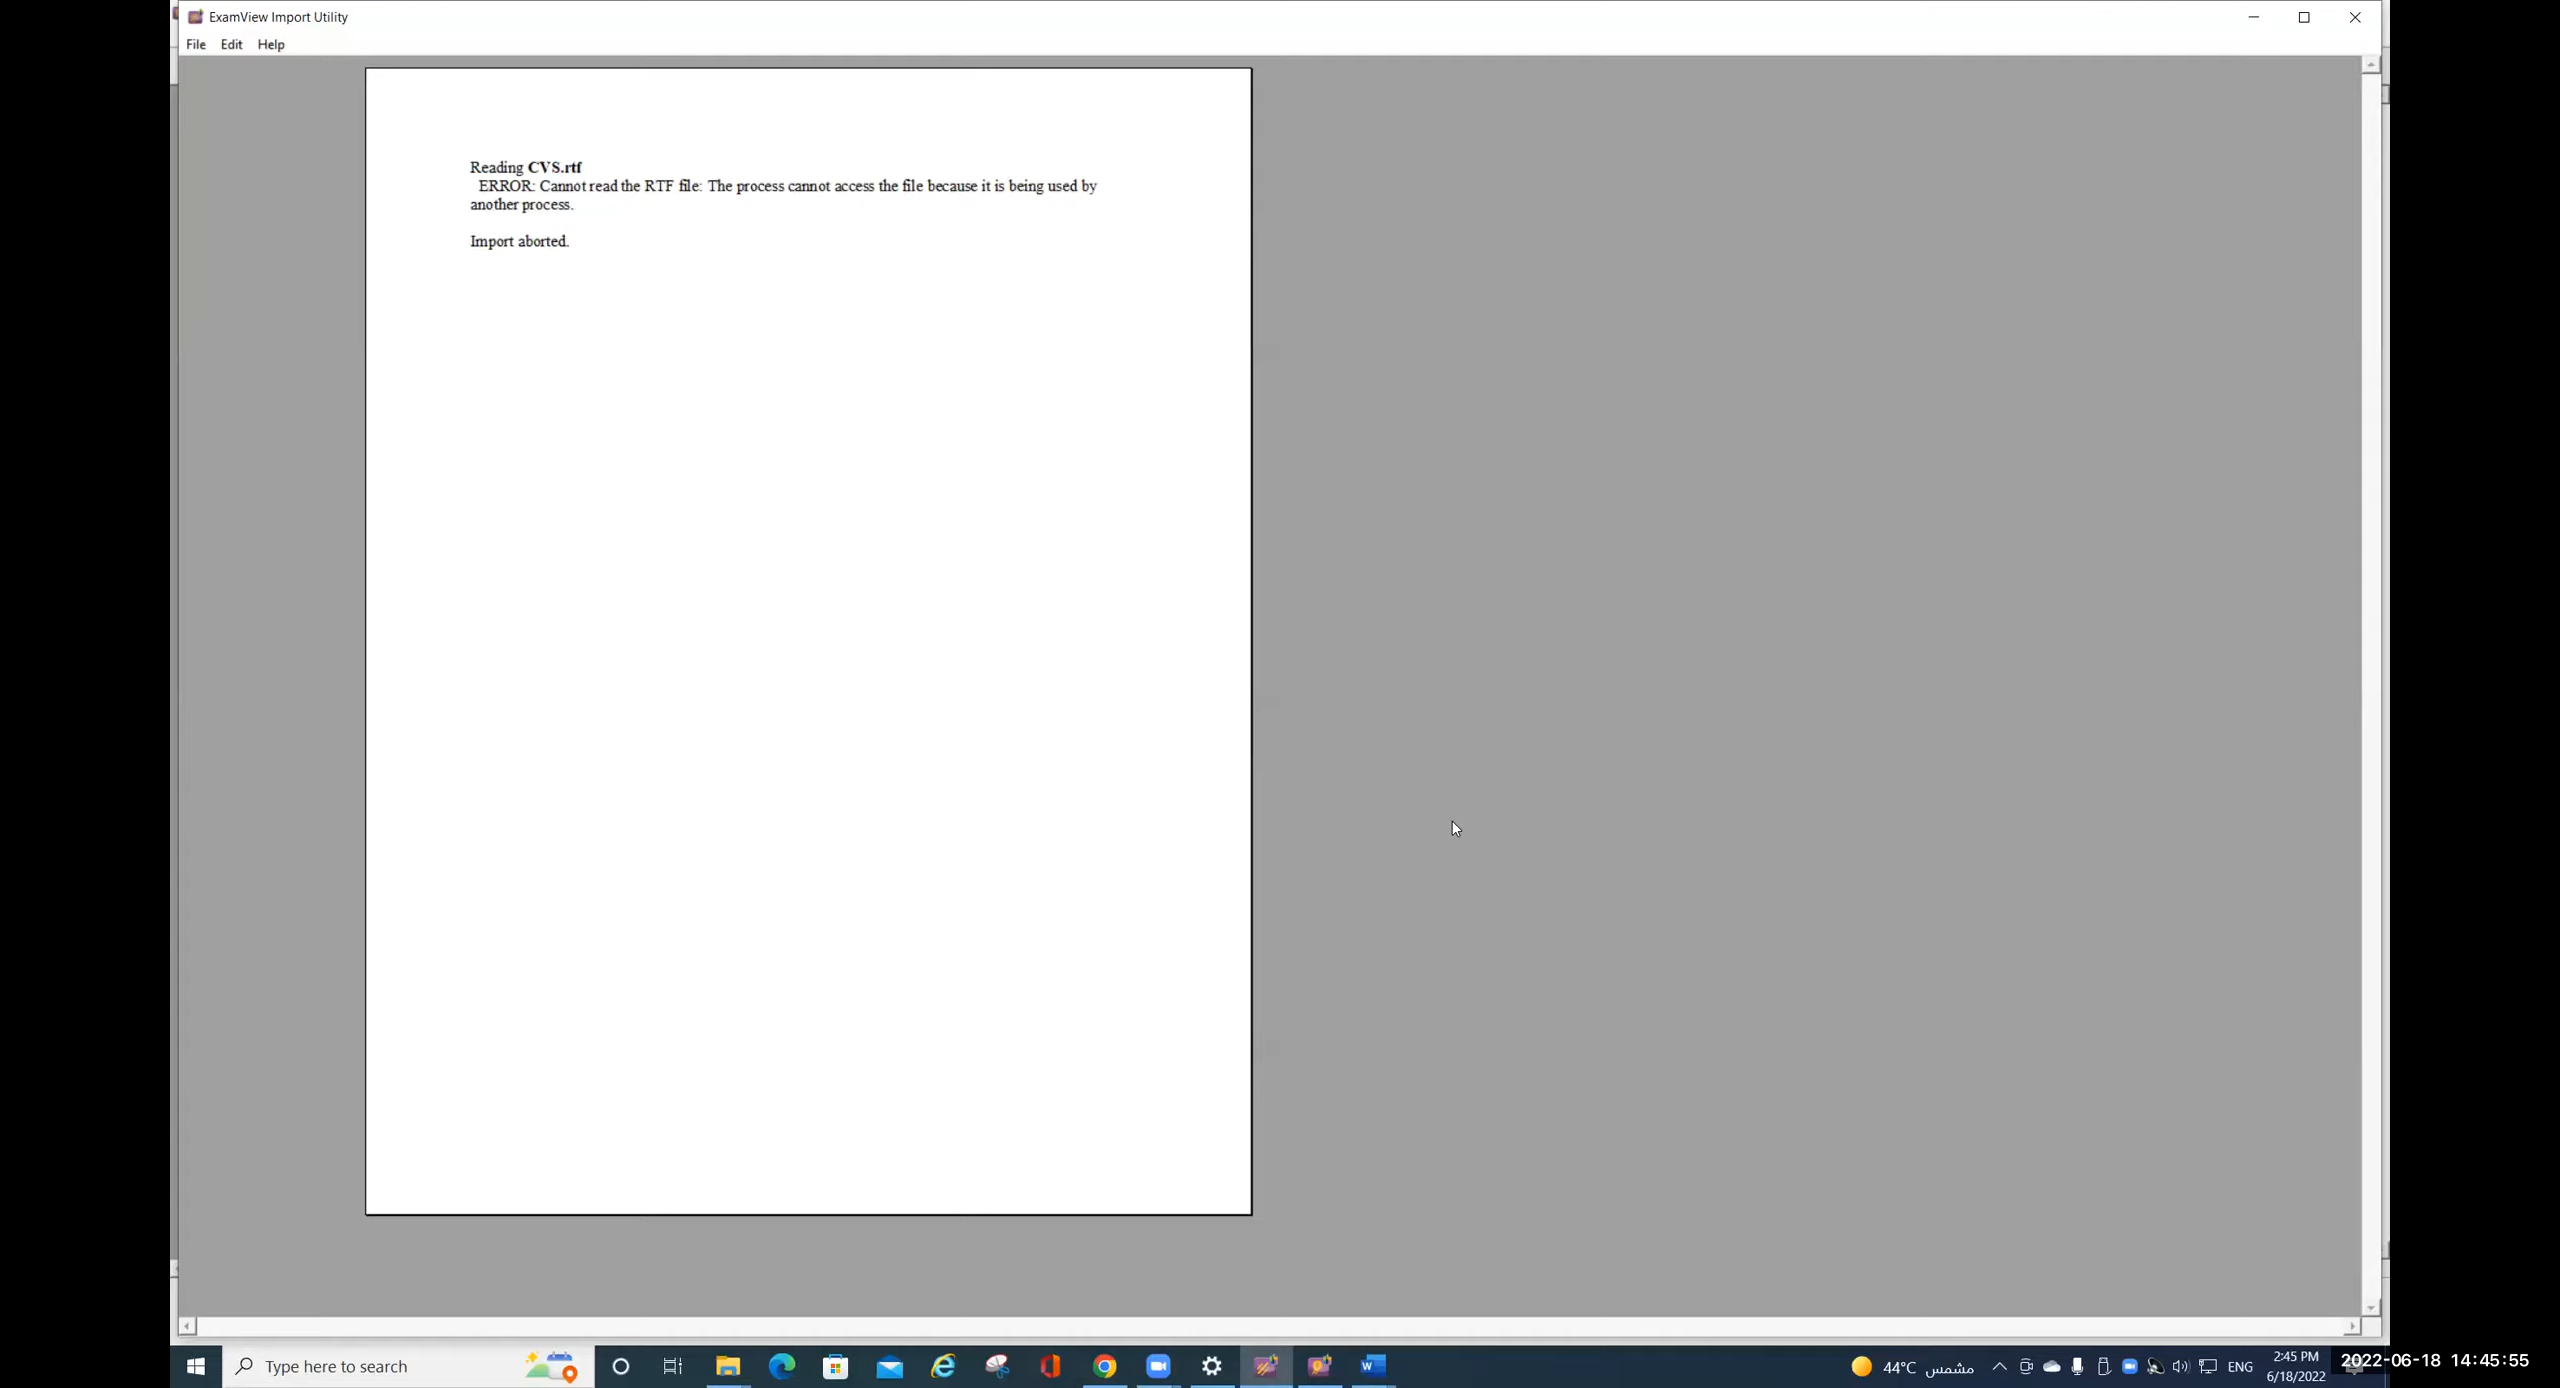 ExamView Import Utility
File Edit Help
Reading CVS.rtf
ERROR: Cannot read the RTF file: The process cannot access the file because it is being used by
another process.
Import aborted.
Type here to search
44°C مشمس
ENG
2:45 PM
6/18/2022
2022-06-18 14:45:55